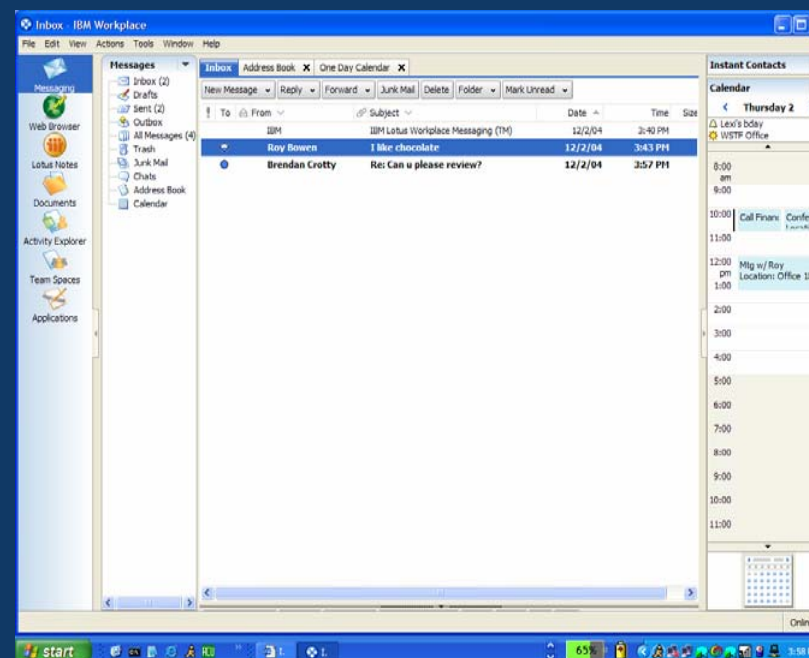 Inbox - IBM Workplace
File Edit View Actions Tools Window Help
Messaging
Web Browser
Lotus Notes
Documents
Activity Explorer
Team Spaces
Applications
Messages
Inbox (2)
Drafts
Sent (2)
Outbox
All Messages (4)
Trash
Junk Mail
Chats
Address Book
Calendar
Inbox Address Book X One Day Calendar X
New Message Reply Forward Junk Mail Delete Folder Mark Unread
! To From Subject Date Time Size
IBM IBM Lotus Workplace Messaging (TM) 12/2/04 2:40 PM
Roy Bowen I like chocolate 12/2/04 3:43 PM
Brendan Crotty Re: Can u please review? 12/2/04 3:57 PM
Instant Contacts
Calendar
Thursday 2
Lexi's bday
WSTF Office
8:00
am
9:00
10:00 Call Financ Confe
11:00
12:00 Mtg w/ Roy
pm Location: Office
1:00
2:00
3:00
4:00
5:00
6:00
7:00
8:00
9:00
10:00
11:00
Onlin
start 65% 3:58